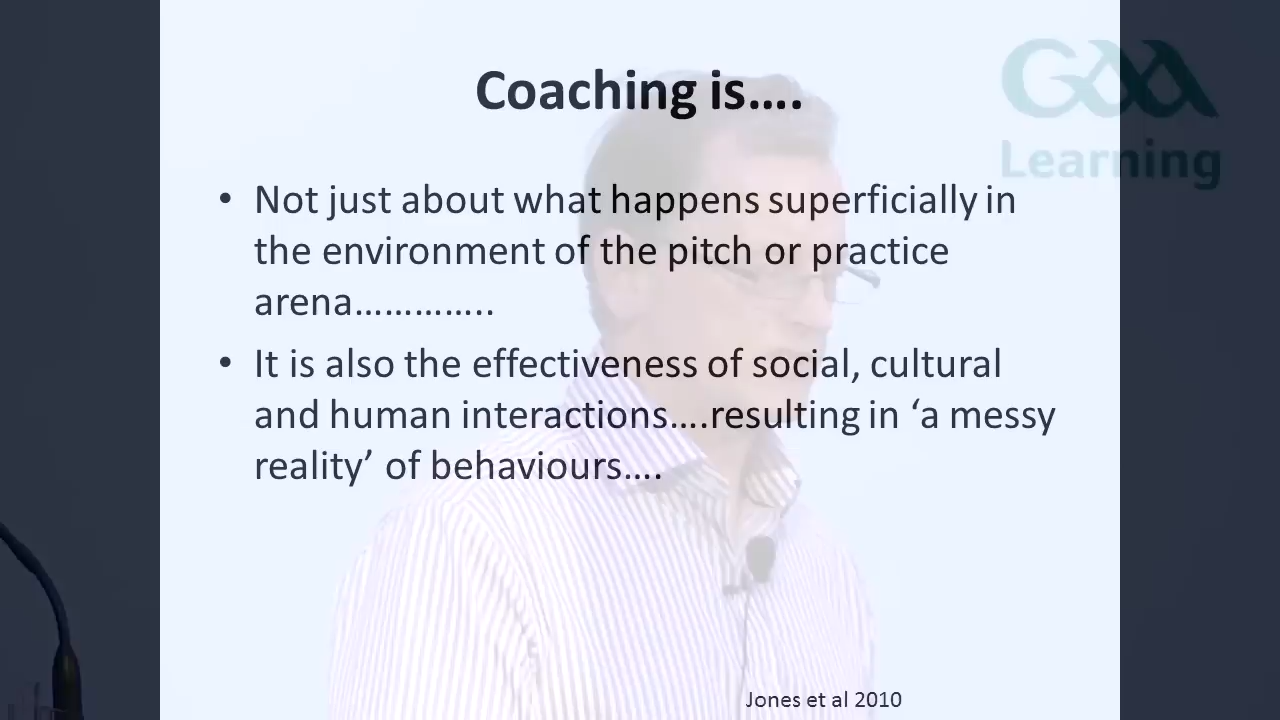 GAA
Learning
Coaching is….
• Not just about what happens superficially in
the environment of the pitch or practice
arena…………..
• It is also the effectiveness of social, cultural
and human interactions….resulting in ‘a messy
reality’ of behaviours….
Jones et al 2010